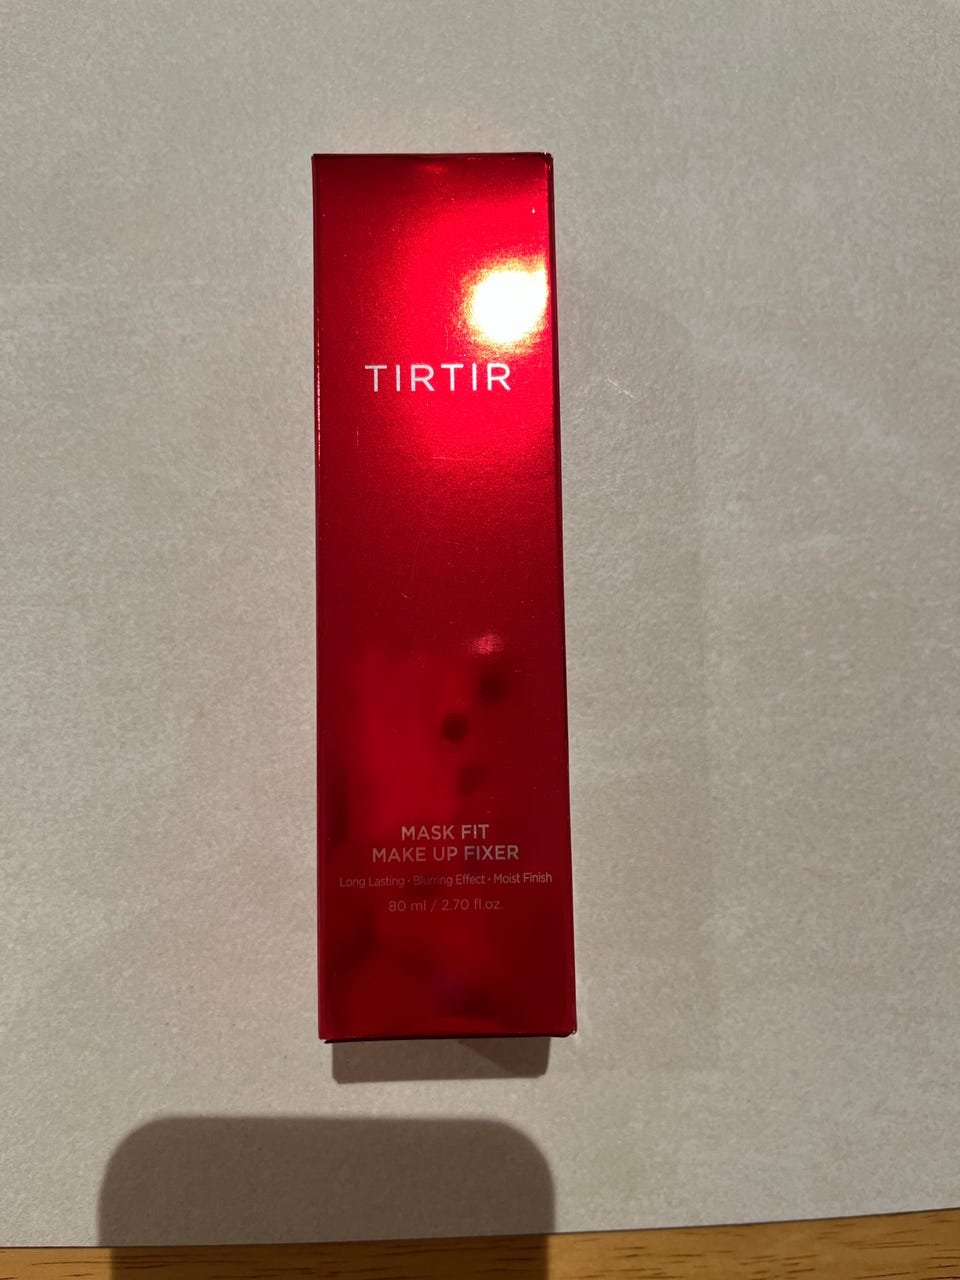 TIRTIR
MASK FIT
MAKE UP FIXER
Long Lasting • Blurring Effect • Moist Finish
80 ml / 2.70 fl.oz.